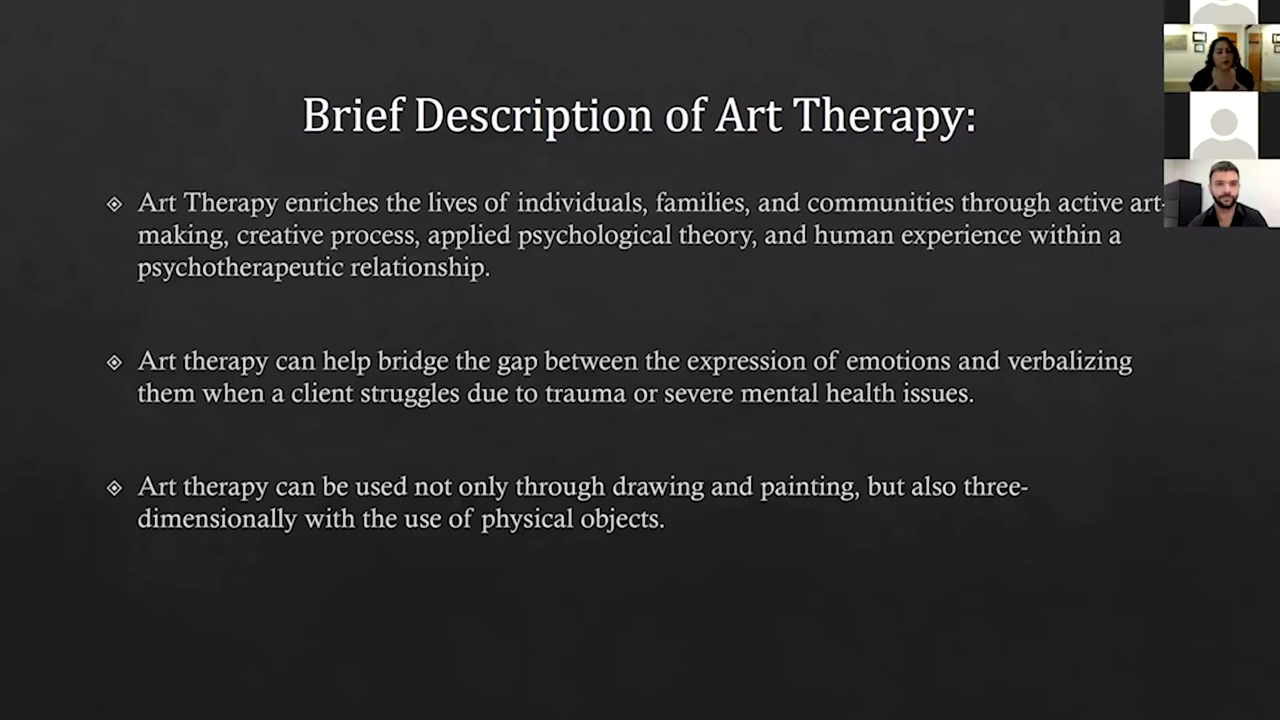 Brief Description of Art Therapy:
Art Therapy enriches the lives of individuals, families, and communities through active art-
making, creative process, applied psychological theory, and human experience within a
psychotherapeutic relationship.
Art therapy can help bridge the gap between the expression of emotions and verbalizing
them when a client struggles due to trauma or severe mental health issues.
Art therapy can be used not only through drawing and painting, but also three-
dimensionally with the use of physical objects.